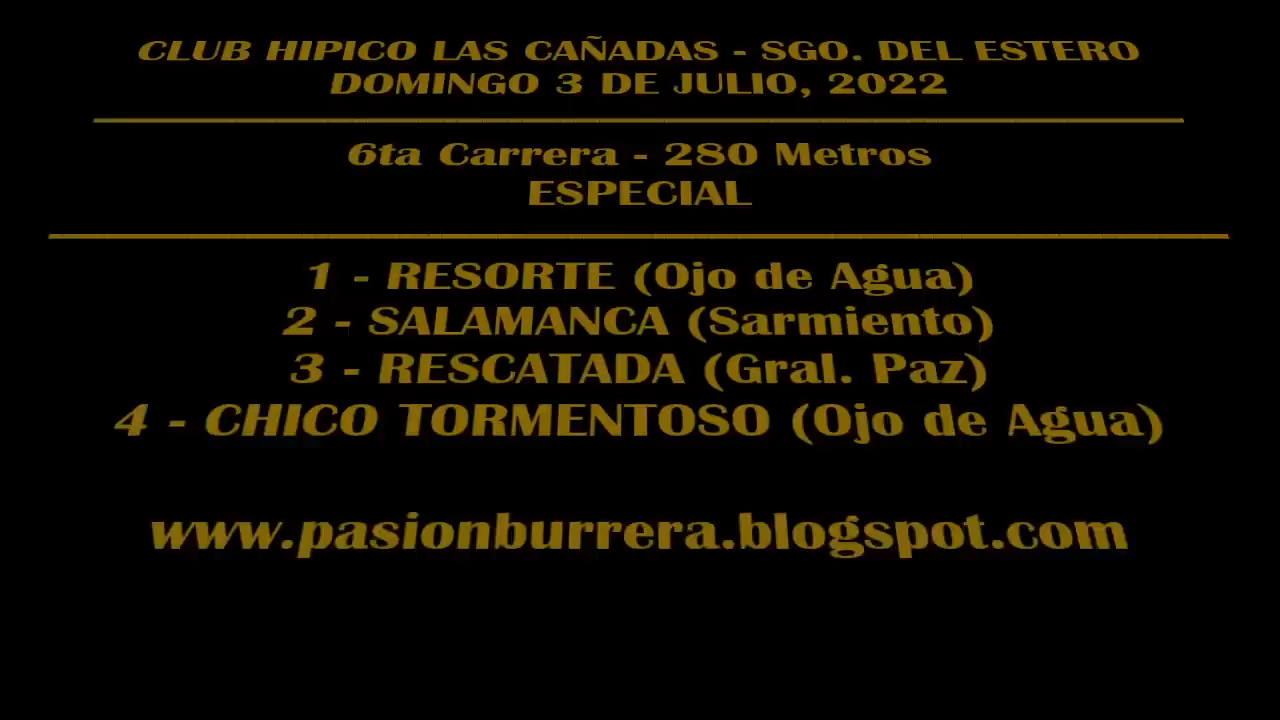 CLUB HIPICO LAS CAÑADAS - SGO. DEL ESTERO
DOMINGO 3 DE JULIO, 2022
6ta Carrera - 280 Metros
ESPECIAL
1 - RESORTE (Ojo de Agua)
2 - SALAMANCA (Sarmiento)
3 - RESCATADA (Gral. Paz)
4 - CHICO TORMENTOSO (Ojo de Agua)
www.pasionburrera.blogspot.com